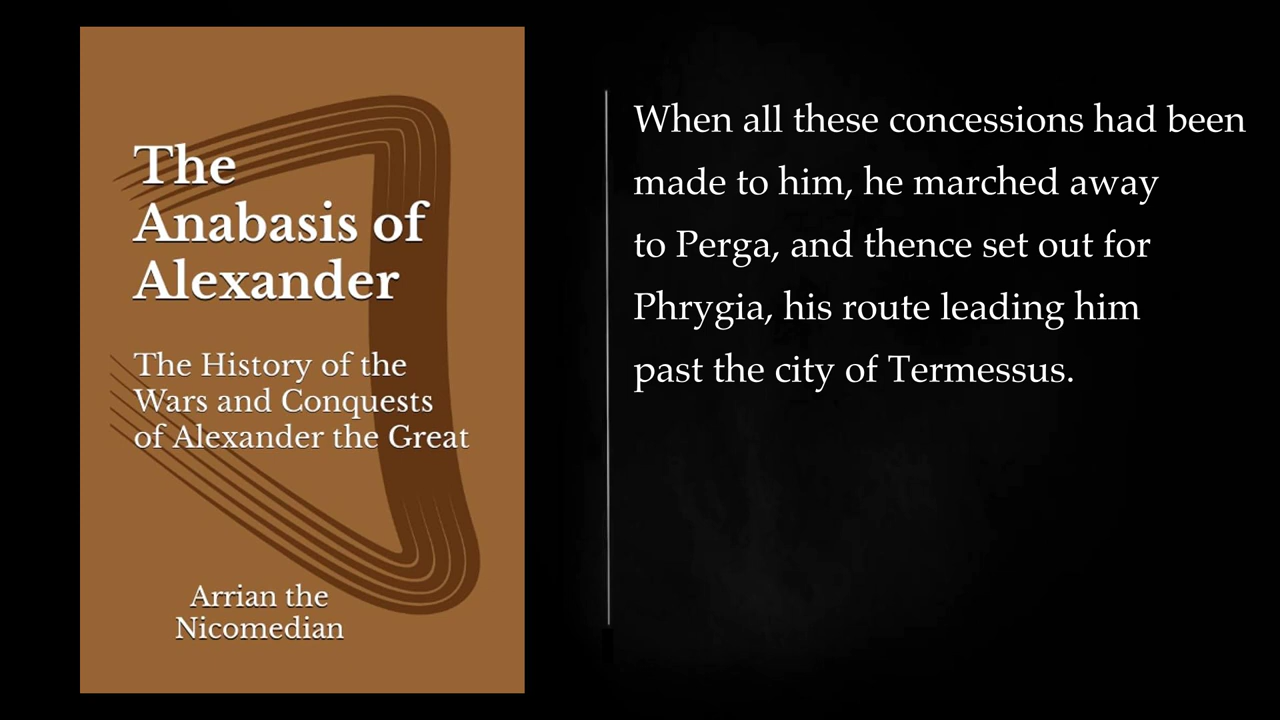 The
Anabasis of
Alexander
The History of the
Wars and Conquests
of Alexander the Great
Arrian the
Nicomedian
When all these concessions had been
made to him, he marched away
to Perga, and thence set out for
Phrygia, his route leading him
past the city of Termessus.